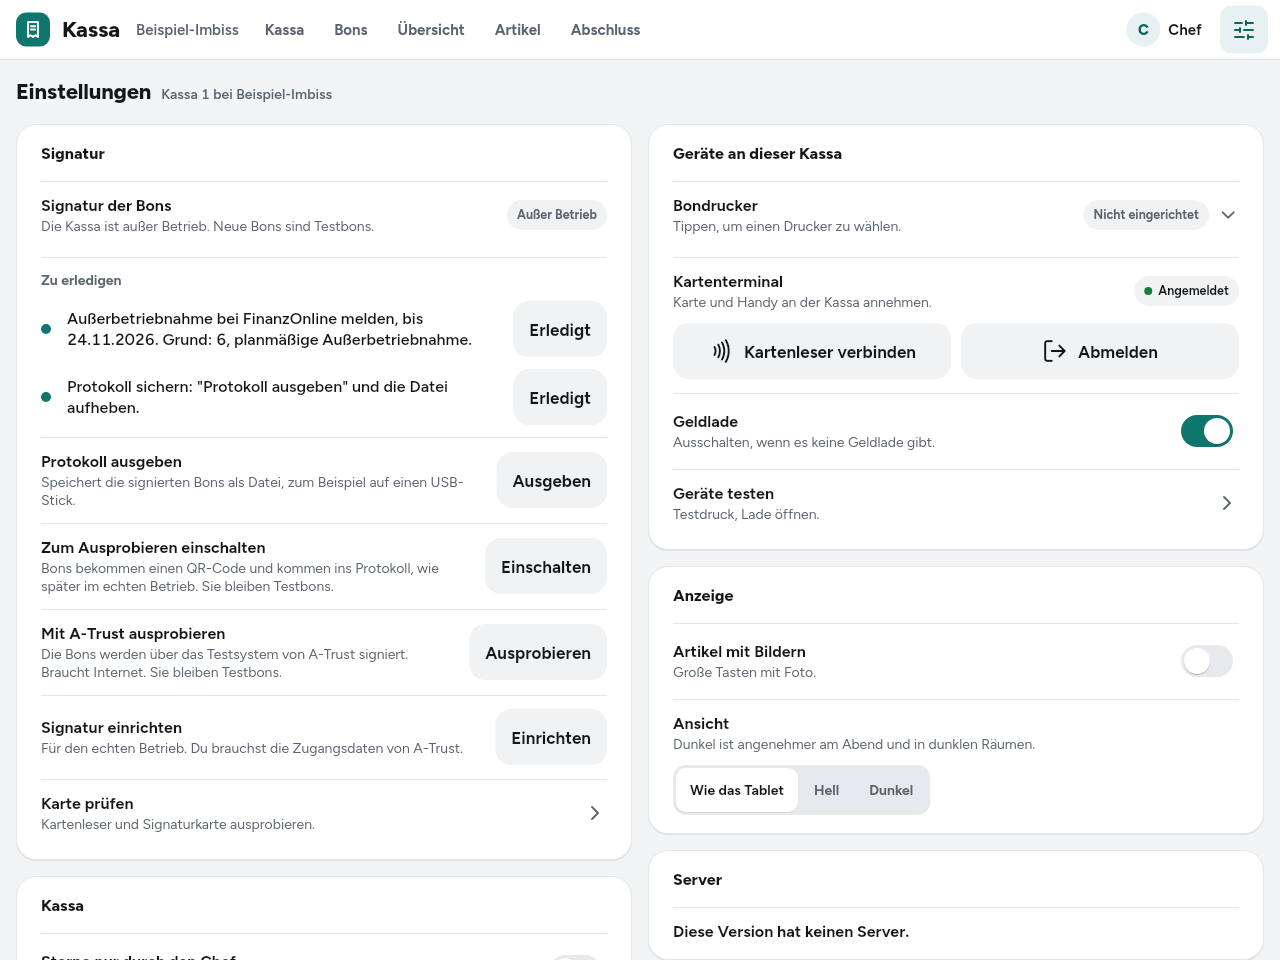 Kassa
Beispiel-Imbiss
Kassa
Bons
Übersicht
Artikel
Abschluss
C
Chef
Einstellungen
Kassa 1 bei Beispiel-Imbiss
Signatur
Signatur der Bons
Die Kassa ist außer Betrieb. Neue Bons sind Testbons.
Außer Betrieb
Zu erledigen
Außerbetriebnahme bei FinanzOnline melden, bis
24.11.2026. Grund: 6, planmäßige Außerbetriebnahme.
Erledigt
Protokoll sichern: "Protokoll ausgeben" und die Datei
aufheben.
Erledigt
Protokoll ausgeben
Speichert die signierten Bons als Datei, zum Beispiel auf einen USB-
Stick.
Ausgeben
Zum Ausprobieren einschalten
Bons bekommen einen QR-Code und kommen ins Protokoll, wie
später im echten Betrieb. Sie bleiben Testbons.
Einschalten
Mit A-Trust ausprobieren
Die Bons werden über das Testsystem von A-Trust signiert.
Braucht Internet. Sie bleiben Testbons.
Ausprobieren
Signatur einrichten
Für den echten Betrieb. Du brauchst die Zugangsdaten von A-Trust.
Einrichten
Karte prüfen
Kartenleser und Signaturkarte ausprobieren.
Kassa
Storno nur durch den Chef
Geräte an dieser Kassa
Bondrucker
Tippen, um einen Drucker zu wählen.
Nicht eingerichtet
Kartenterminal
Karte und Handy an der Kassa annehmen.
Angemeldet
Kartenleser verbinden
Abmelden
Geldlade
Ausschalten, wenn es keine Geldlade gibt.
Geräte testen
Testdruck, Lade öffnen.
Anzeige
Artikel mit Bildern
Große Tasten mit Foto.
Ansicht
Dunkel ist angenehmer am Abend und in dunklen Räumen.
Wie das Tablet
Hell
Dunkel
Server
Diese Version hat keinen Server.